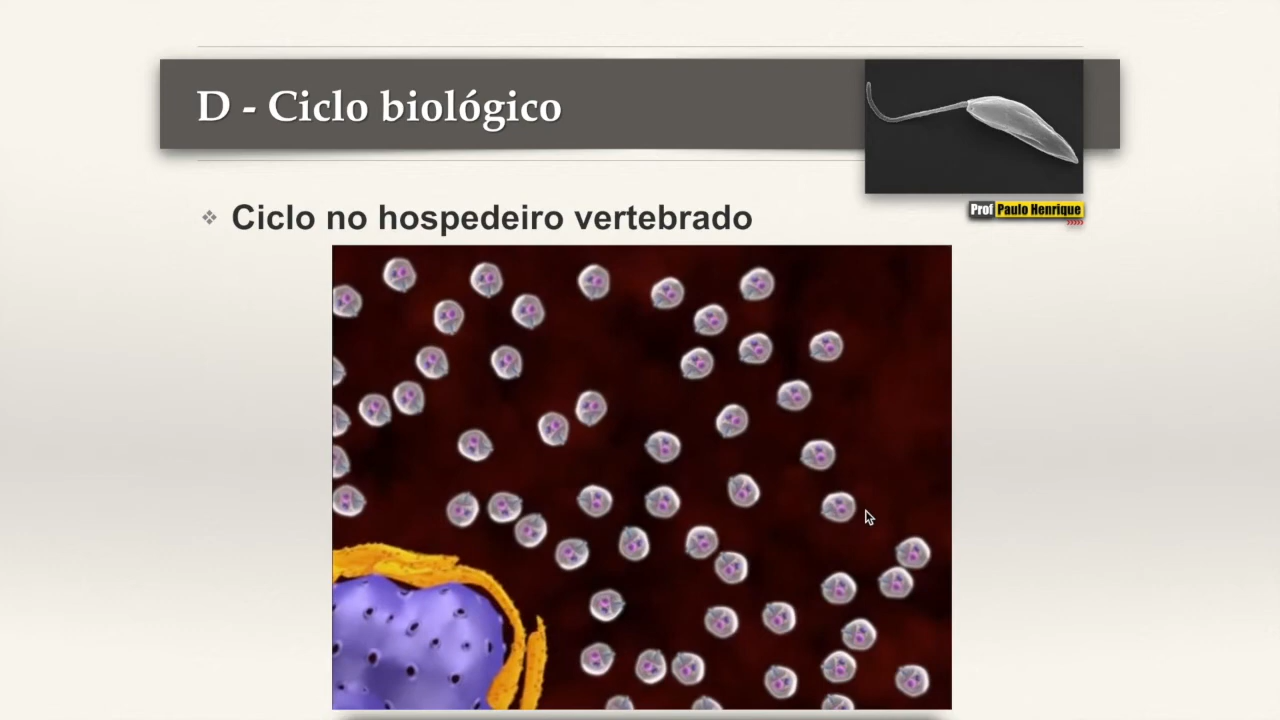 D - Ciclo biológico
Prof Paulo Henrique
Ciclo no hospedeiro vertebrado